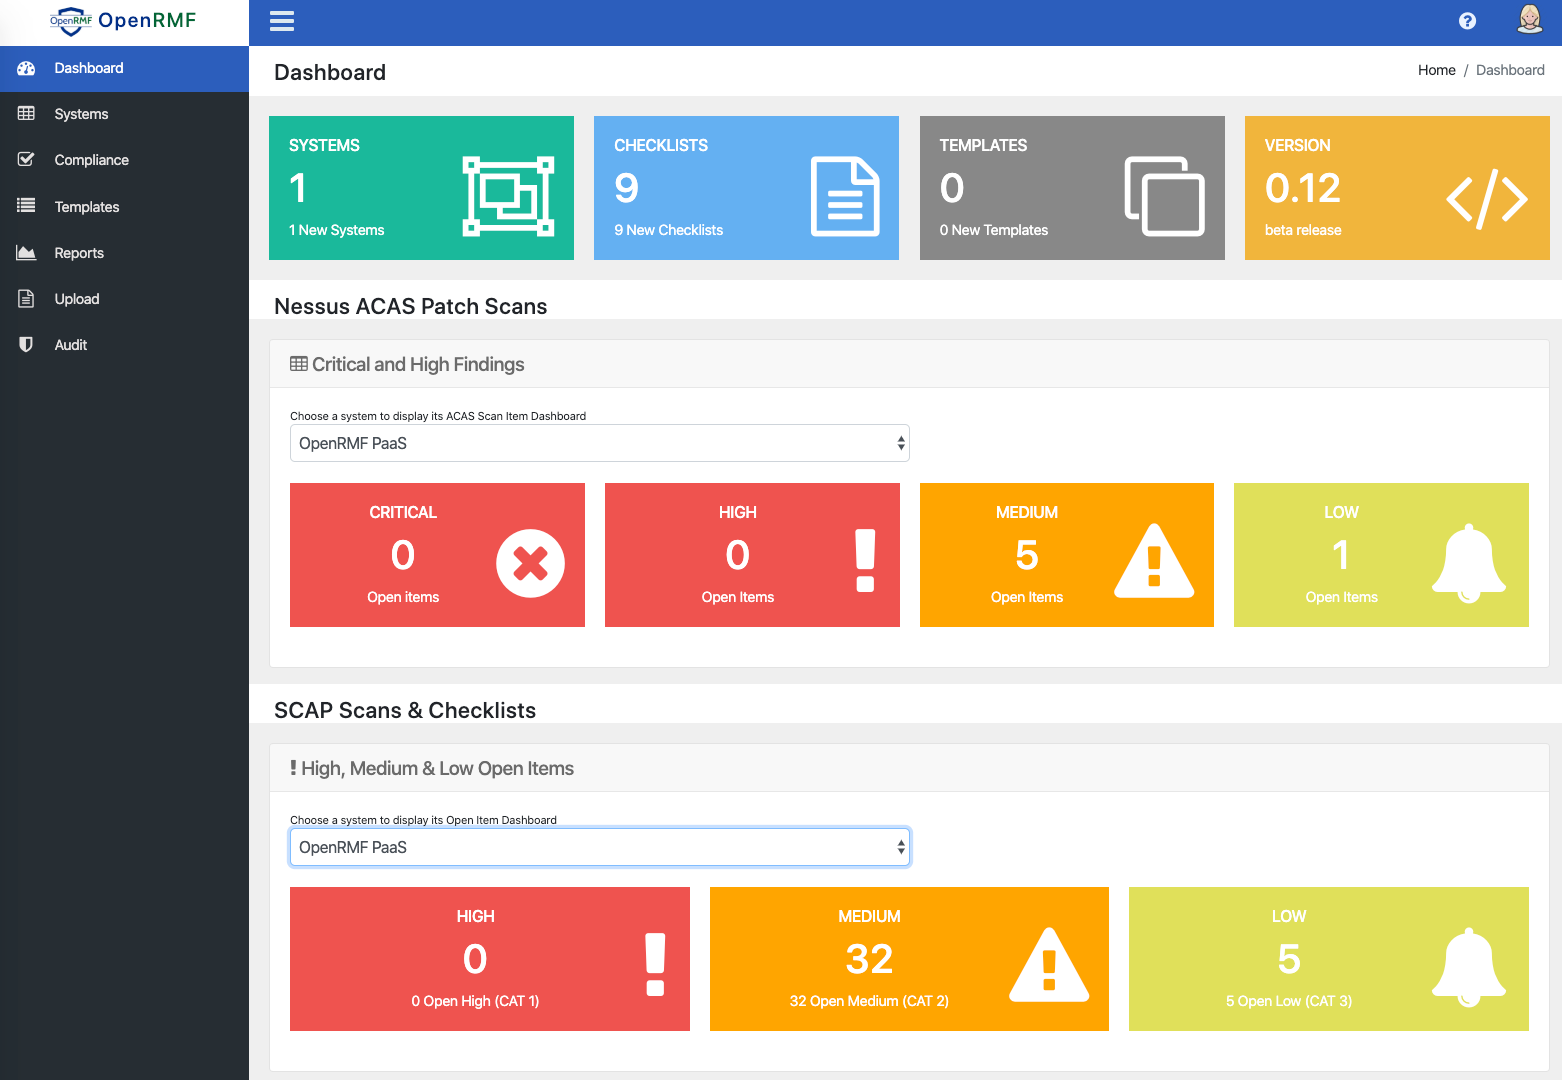 OpenRMF OpenRMF
Dashboard
Systems
Compliance
Templates
Reports
Upload
Audit
Dashboard
Home / Dashboard
SYSTEMS
1
1 New Systems
CHECKLISTS
9
9 New Checklists
TEMPLATES
0
0 New Templates
VERSION
0.12
beta release
Nessus ACAS Patch Scans
Critical and High Findings
Choose a system to display its ACAS Scan Item Dashboard
OpenRMF PaaS
CRITICAL
0
Open items
HIGH
0
Open Items
MEDIUM
5
Open Items
LOW
1
Open Items
SCAP Scans & Checklists
High, Medium & Low Open Items
Choose a system to display its Open Item Dashboard
OpenRMF PaaS
HIGH
0
0 Open High (CAT 1)
MEDIUM
32
32 Open Medium (CAT 2)
LOW
5
5 Open Low (CAT 3)